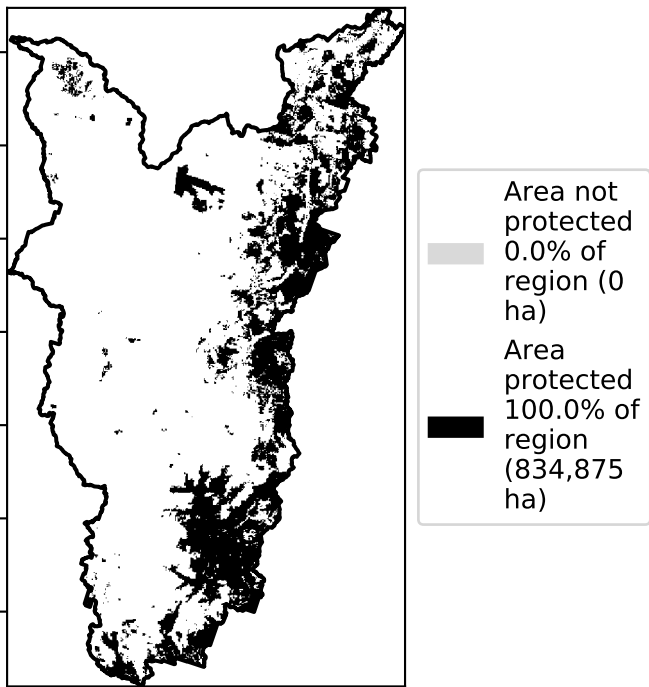 Area not
protected
0.0% of
region (0
ha)
Area
protected
100.0% of
region
(834,875
ha)